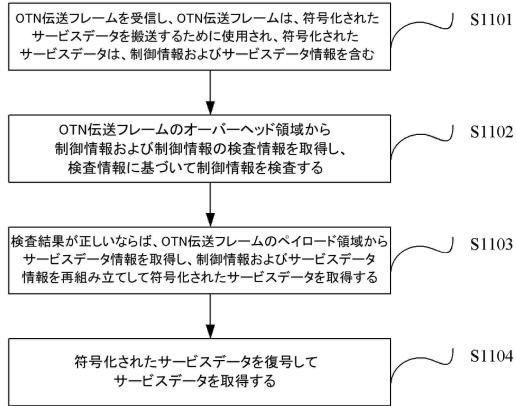 OTN伝送フレームを受信し、OTN伝送フレームは、符号化された
サービスデータを搬送するために使用され、符号化された
サービスデータは、制御情報およびサービスデータ情報を含む
S1101
OTN伝送フレームのオーバーヘッド領域から
制御情報および制御情報の検査情報を取得し、
検査情報に基づいて制御情報を検査する
S1102
検査結果が正しいならば、OTN伝送フレームのペイロード領域から
サービスデータ情報を取得し、制御情報およびサービスデータ
情報を再組み立てして符号化されたサービスデータを取得する
S1103
符号化されたサービスデータを復号して
サービスデータを取得する
S1104